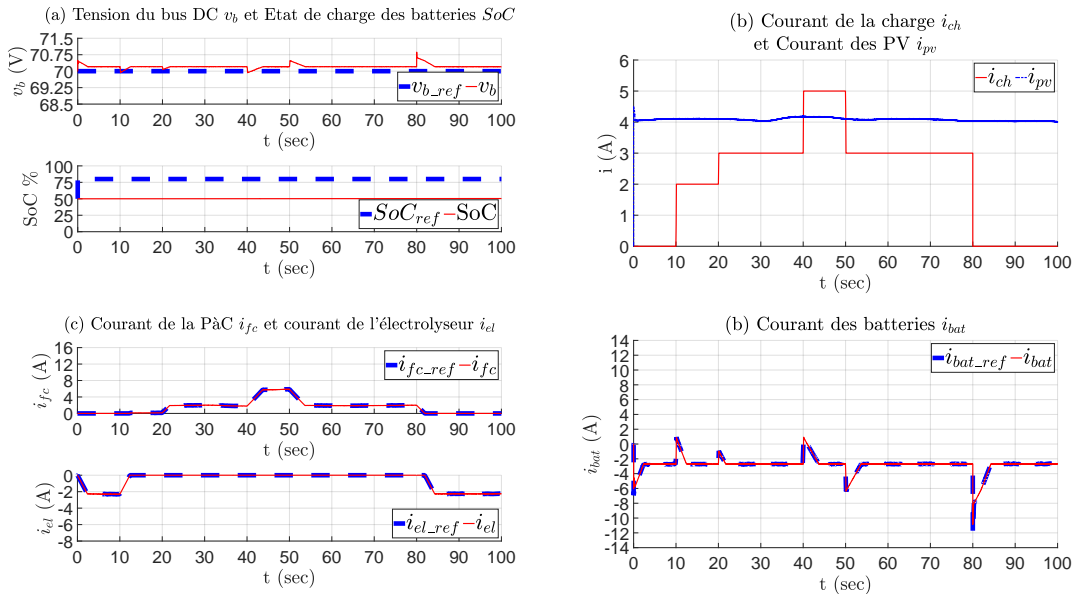 (a) Tension du bus DC v_b et Etat de charge des batteries SoC
71.5
70.75
70
69.25
68.5
v_b (V)
v_b_ref v_b
0 10 20 30 40 50 60 70 80 90 100
t (sec)
100
75
50
25
0
SoC %
SoC_ref SoC
0 10 20 30 40 50 60 70 80 90 100
t (sec)
(b) Courant de la charge i_ch
et Courant des PV i_pv
6
5
4
3
2
1
0
i (A)
i_ch i_pv
0 10 20 30 40 50 60 70 80 90 100
t (sec)
(c) Courant de la PàC i_fc et courant de l'électrolyseur i_el
16
12
8
4
0
i_fc (A)
i_fc_ref i_fc
0 10 20 30 40 50 60 70 80 90 100
t (sec)
0
-2
-4
-6
-8
i_el (A)
i_el_ref i_el
0 10 20 30 40 50 60 70 80 90 100
t (sec)
(b) Courant des batteries i_bat
14
12
10
8
6
4
2
0
-2
-4
-6
-8
-10
-12
-14
i_bat (A)
i_bat_ref i_bat
0 10 20 30 40 50 60 70 80 90 100
t (sec)